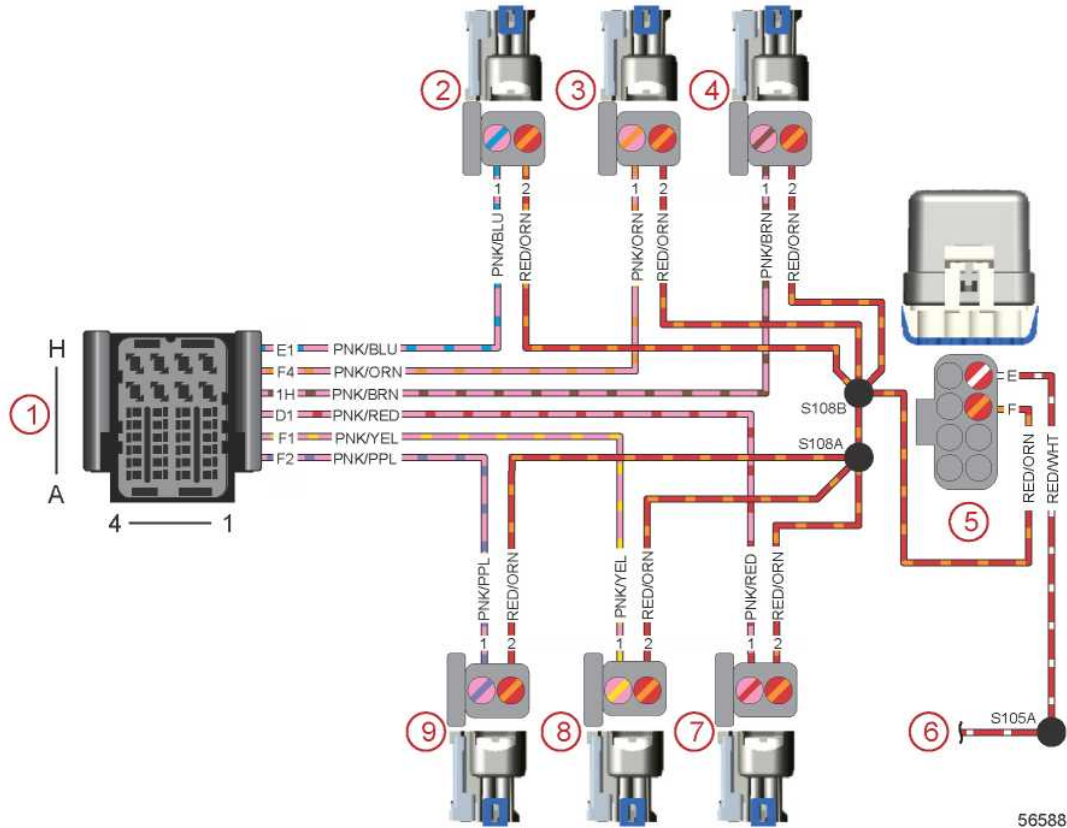 2
3
4
1 2
1 2
1 2
PNK/BLU
RED/ORN
PNK/ORN
RED/ORN
PNK/BRN
RED/ORN
H
1
A
4 1
E1 PNK/BLU
F4 PNK/ORN
1H PNK/BRN
D1 PNK/RED
F1 PNK/YEL
F2 PNK/PPL
S108B
S108A
E
F
5
RED/ORN
RED/WHT
PNK/PPL
RED/ORN
PNK/YEL
RED/ORN
PNK/RED
RED/ORN
1 2
1 2
1 2
9
8
7
6
S105A
56588